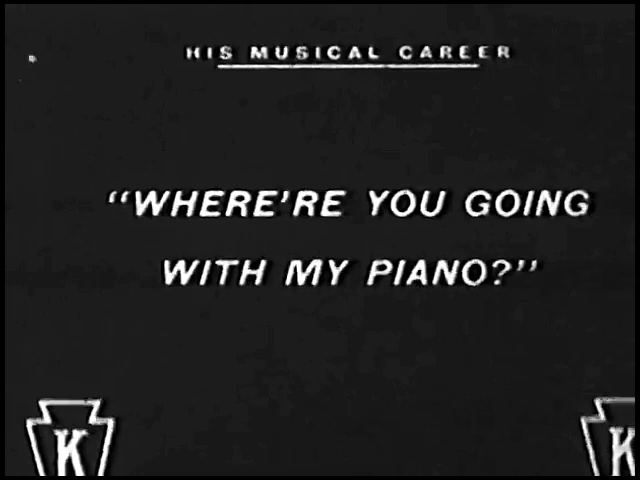 HIS MUSICAL CAREER
"WHERE'RE YOU GOING
WITH MY PIANO?"
K K